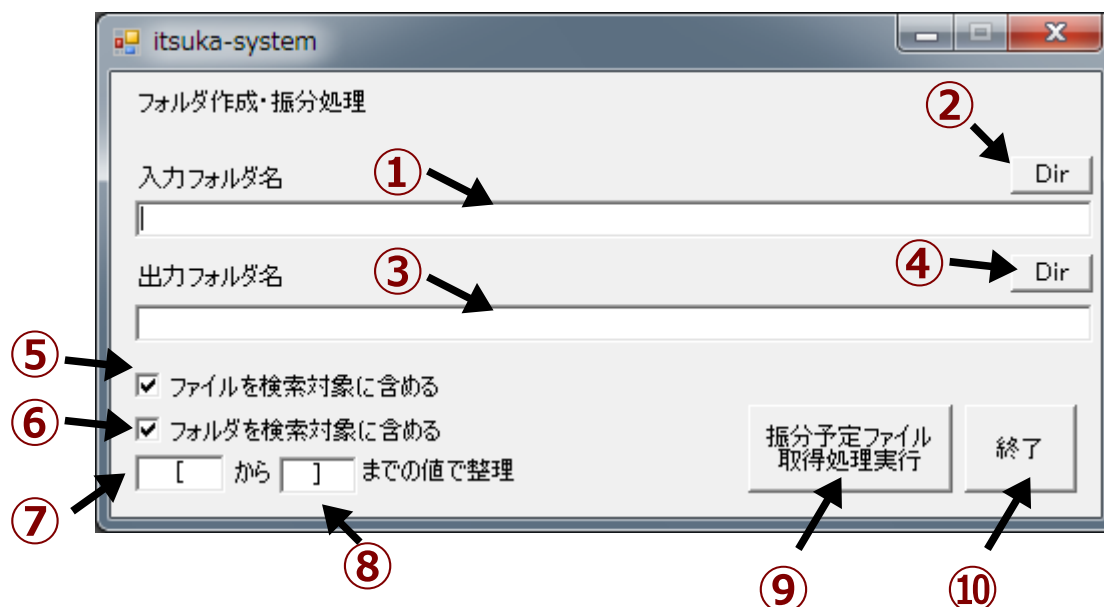 itsuka-system
フォルダ作成・振分処理
②
入力フォルダ名
①
Dir
出力フォルダ名
③
④
Dir
⑤
ファイルを検索対象に含める
⑥
フォルダを検索対象に含める
[ から ] までの値で整理
振分予定ファイル
取得処理実行
終了
⑦
⑧
⑨
⑩